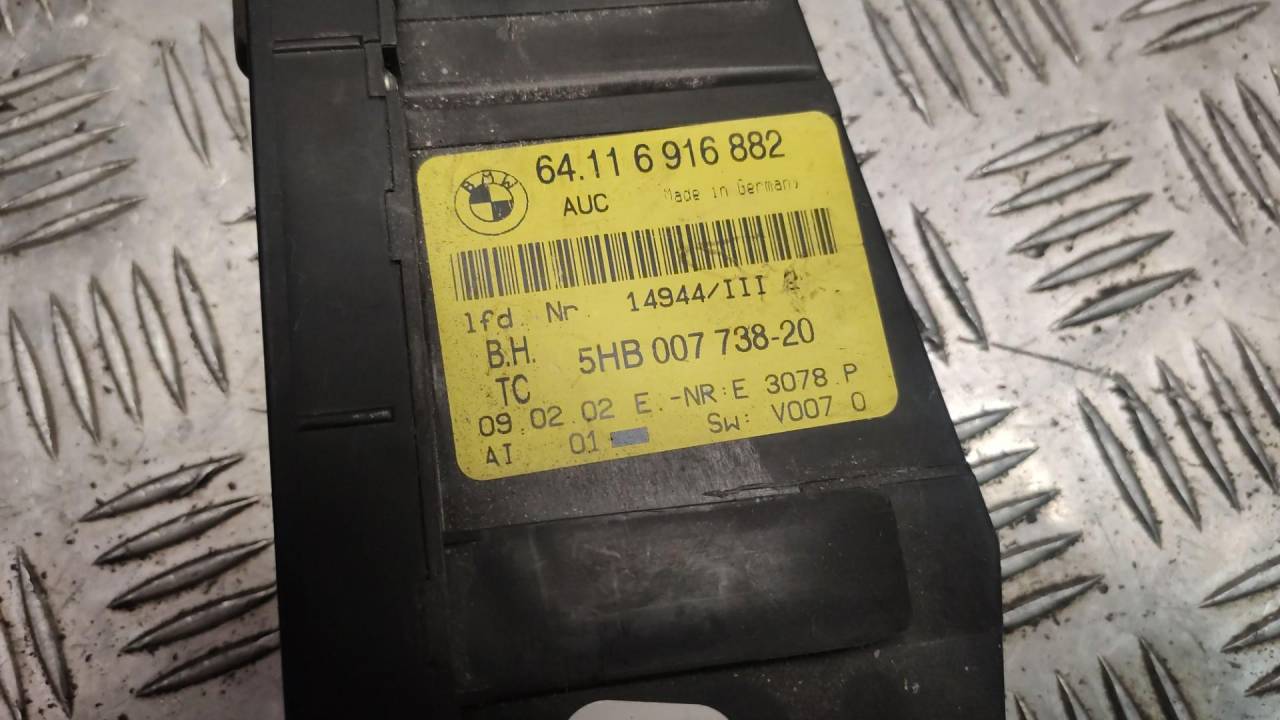 BMW
64.11 6 916 882
AUC Made in Germany
lfd. Nr. 14944/III
B.H. 5HB 007 738-20
TC
09.02.02 E.-NR:E 3078.P
AI 01 Sw: V007.0